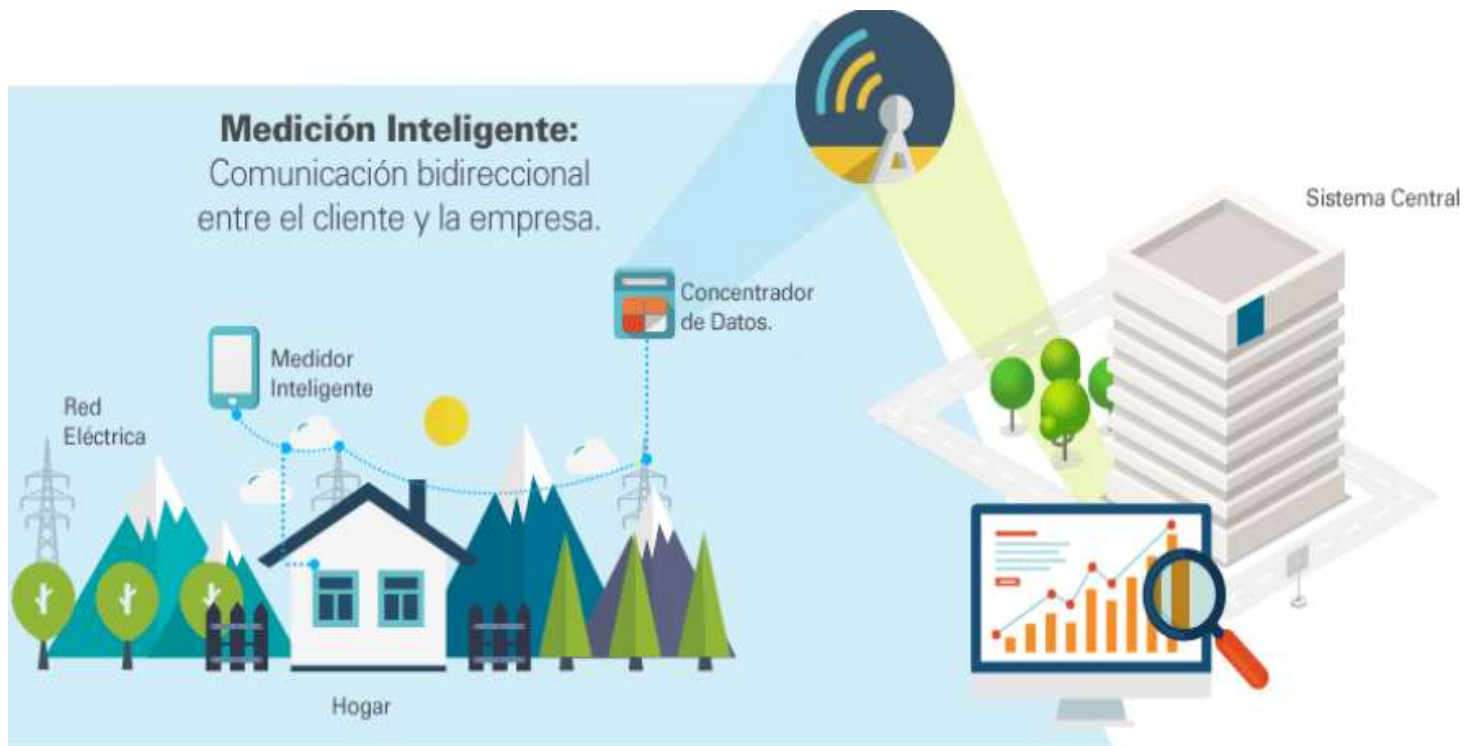 Medición Inteligente:
Comunicación bidireccional
entre el cliente y la empresa.
Sistema Central
Concentrador
de Datos.
Medidor
Inteligente
Red
Eléctrica
Hogar